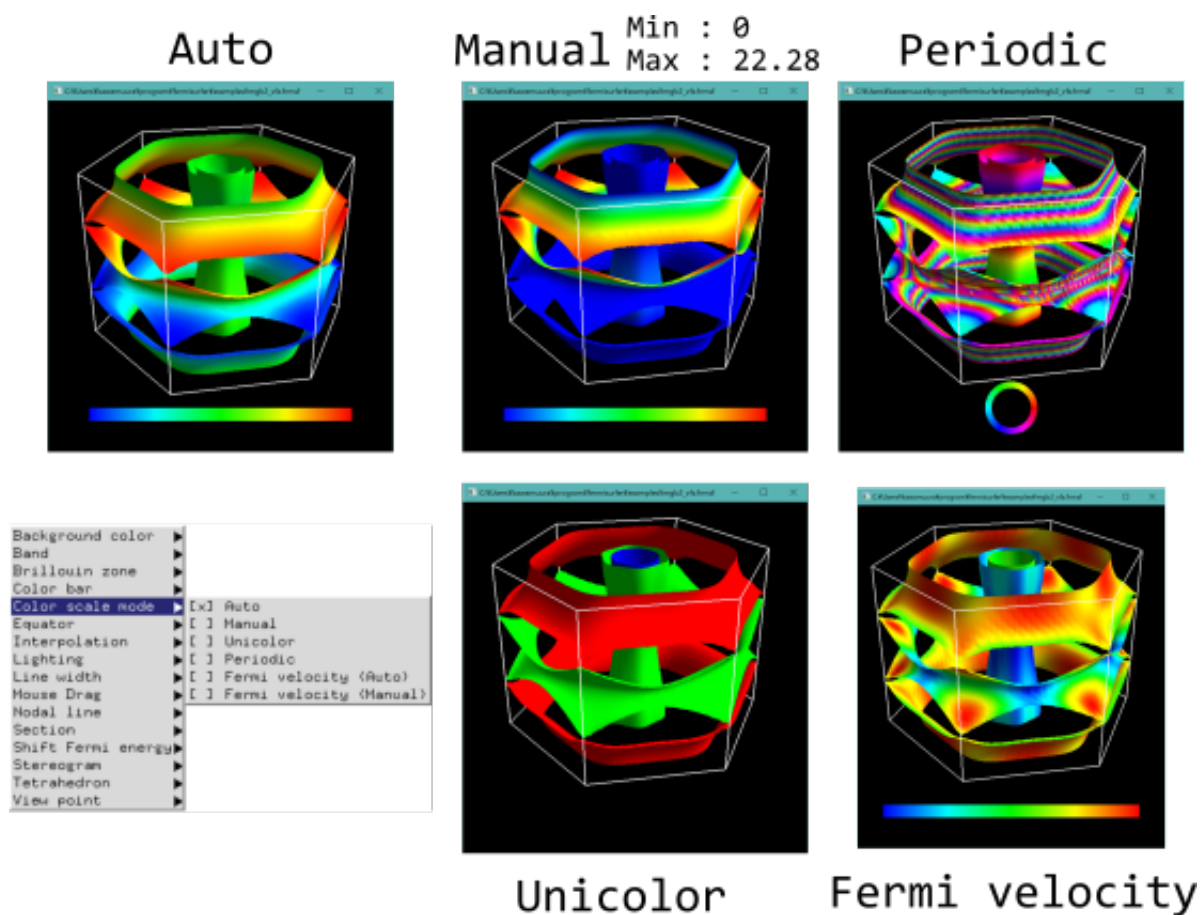 Auto
Manual
Min : 0
Max : 22.28
Periodic
Background color
Band
Brillouin zone
Color bar
Color scale mode
Equator
Interpolation
Lighting
Line width
Mouse Drag
Nodal line
Section
Shift Fermi energy
Stereogram
Tetrahedron
View point
[x] Auto
[ ] Manual
[ ] Unicolor
[ ] Periodic
[ ] Fermi velocity (Auto)
[ ] Fermi velocity (Manual)
Unicolor
Fermi velocity